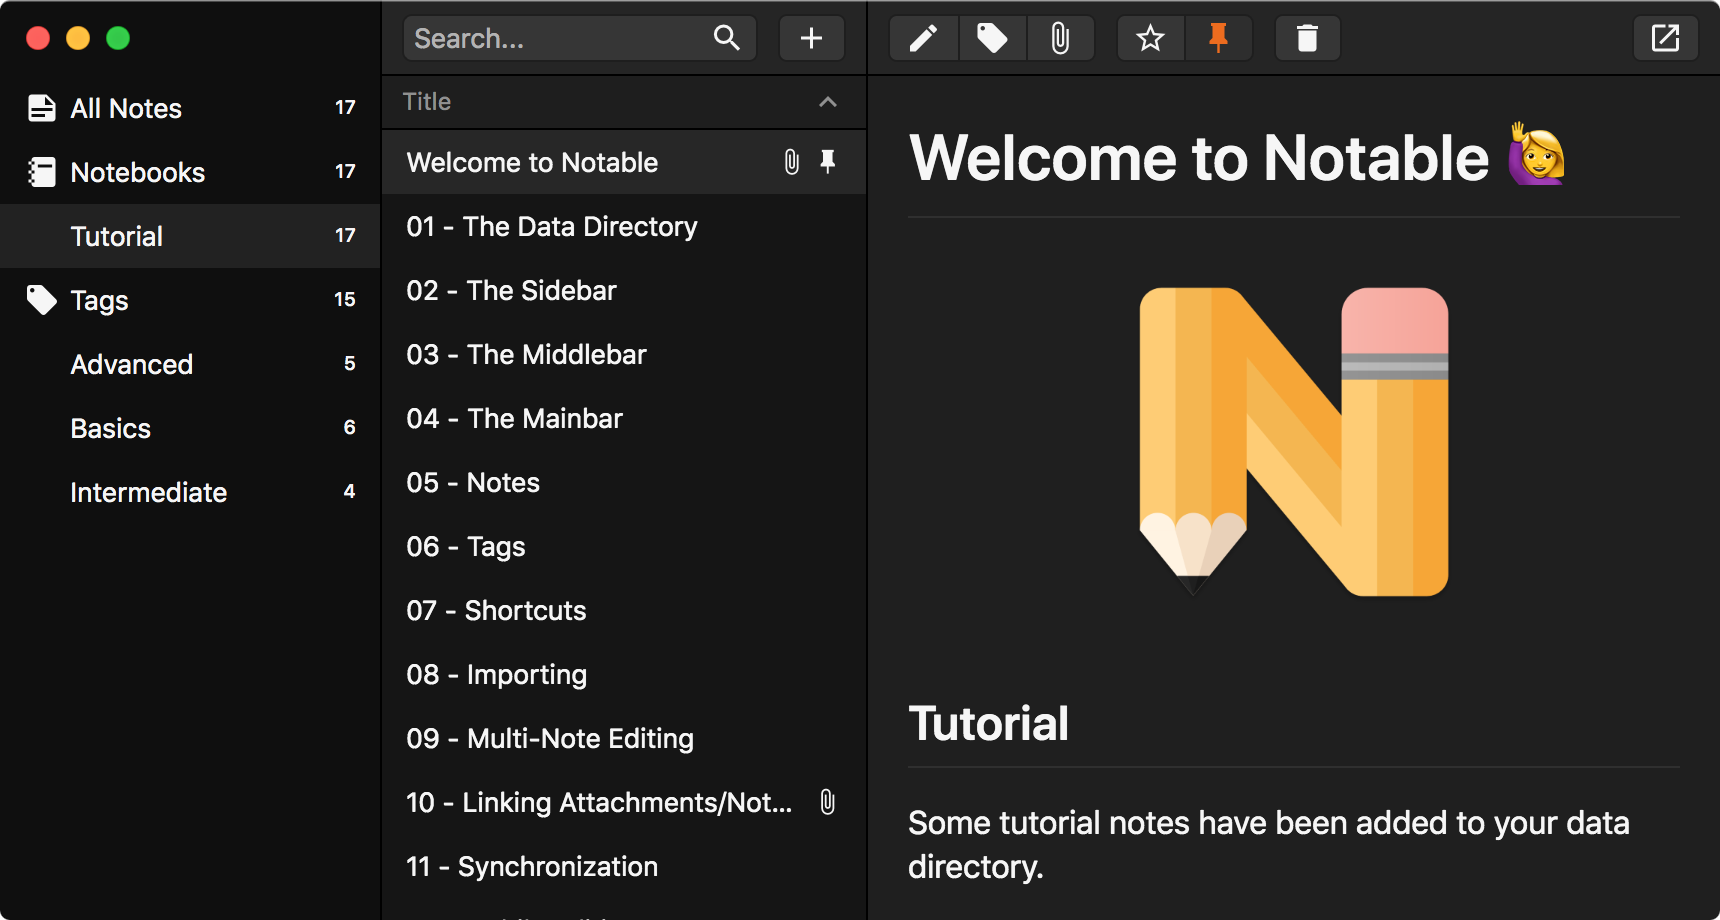 Search...
All Notes 17
Notebooks 17
Tutorial 17
Tags 15
Advanced 5
Basics 6
Intermediate 4
Title
Welcome to Notable
01 - The Data Directory
02 - The Sidebar
03 - The Middlebar
04 - The Mainbar
05 - Notes
06 - Tags
07 - Shortcuts
08 - Importing
09 - Multi-Note Editing
10 - Linking Attachments/Not...
11 - Synchronization
Welcome to Notable 🙋‍♀️
Tutorial
Some tutorial notes have been added to your data
directory.